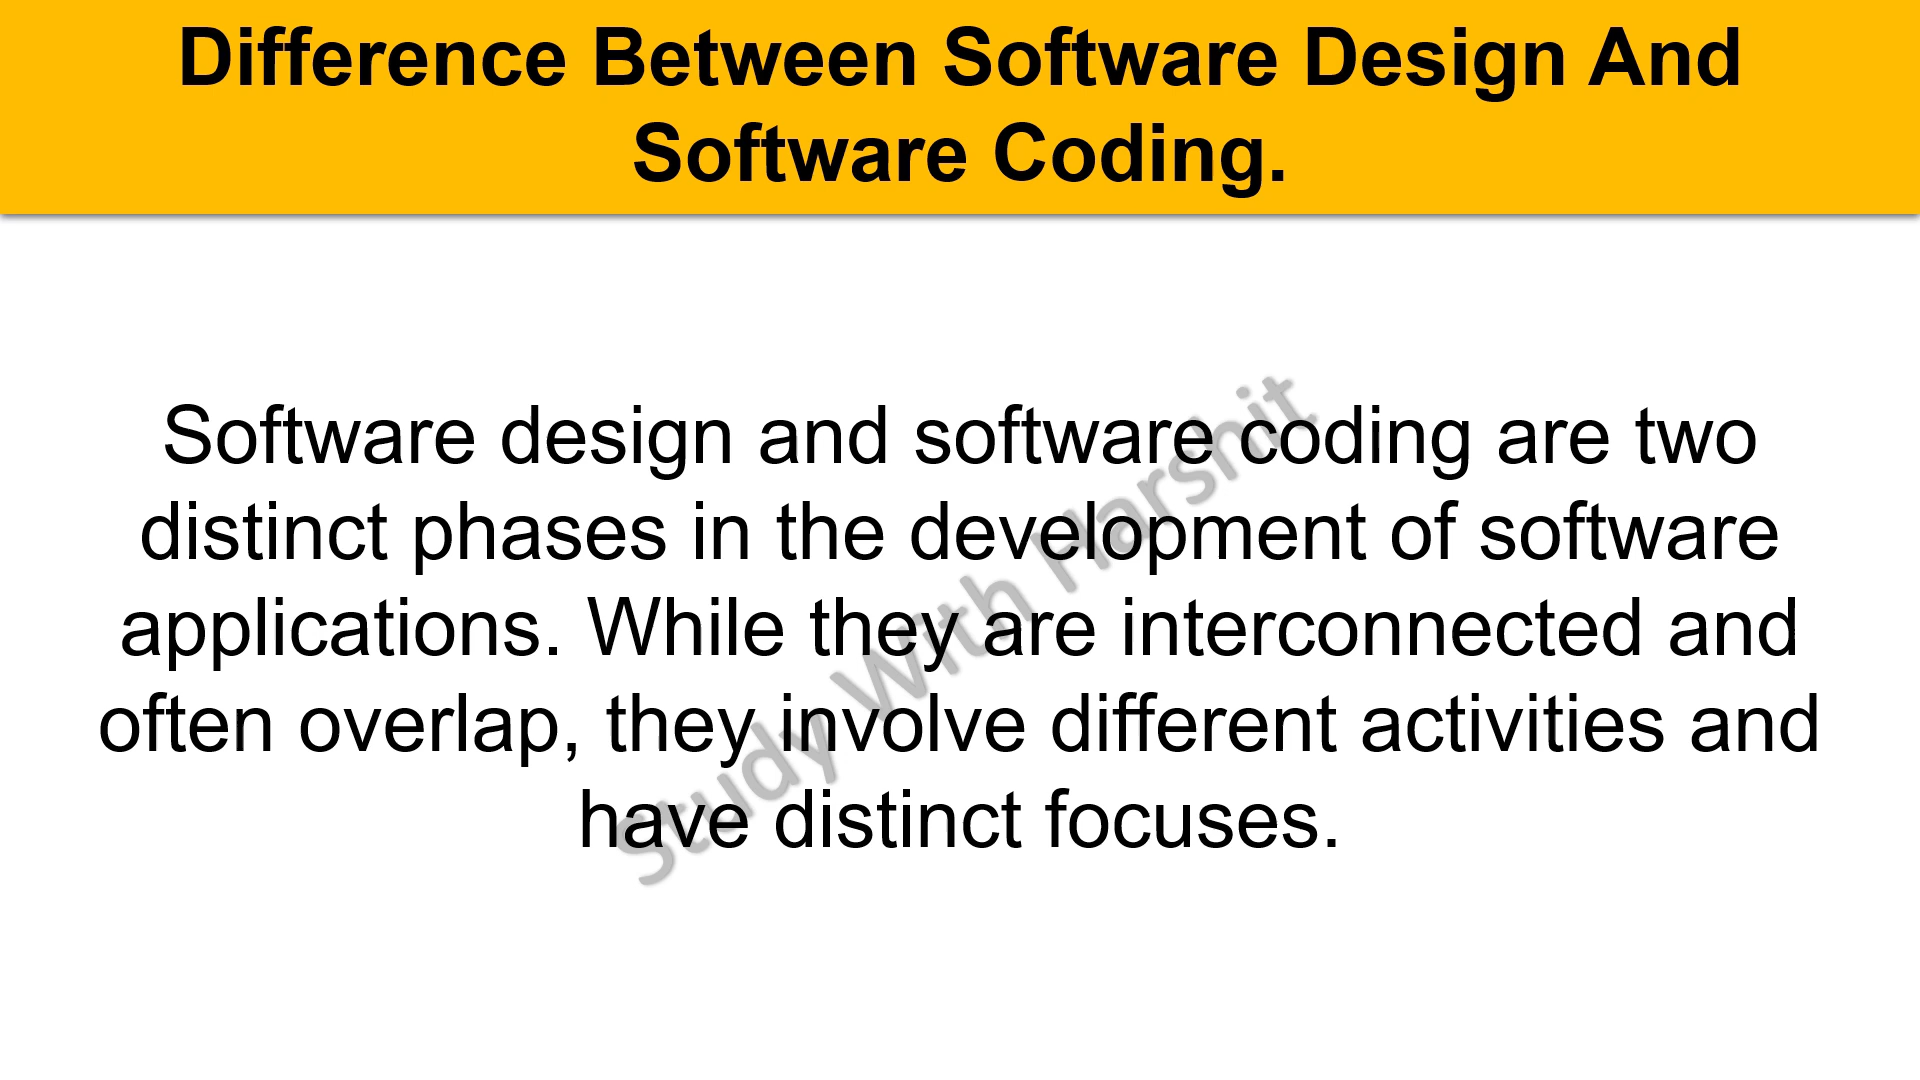 Difference Between Software Design And
Software Coding.
Software design and software coding are two
distinct phases in the development of software
applications. While they are interconnected and
often overlap, they involve different activities and
have distinct focuses.
Study With Harshit